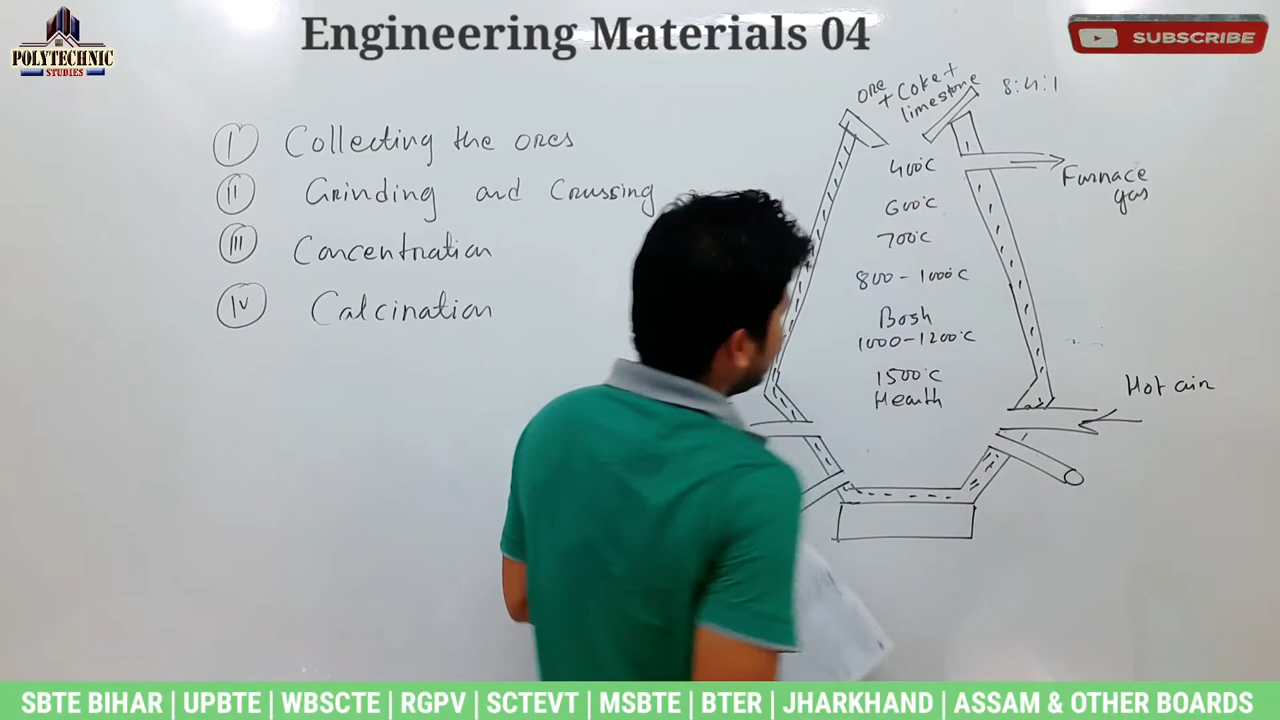 Engineering Materials 04
POLYTECHNIC
STUDIES
SUBSCRIBE
I Collecting the ores
II Grinding and Crussing
III Concentration
IV Calcination
ore
+ Coke +
limestone
8:4:1
400°C
600°C
700°C
800-1000°C
Bosh
1000-1200°C
1500°C
Hearth
Furnace
gas
Hot air
SBTE BIHAR | UPBTE | WBSCTE | RGPV | SCTEVT | MSBTE | BTER | JHARKHAND | ASSAM & OTHER BOARDS